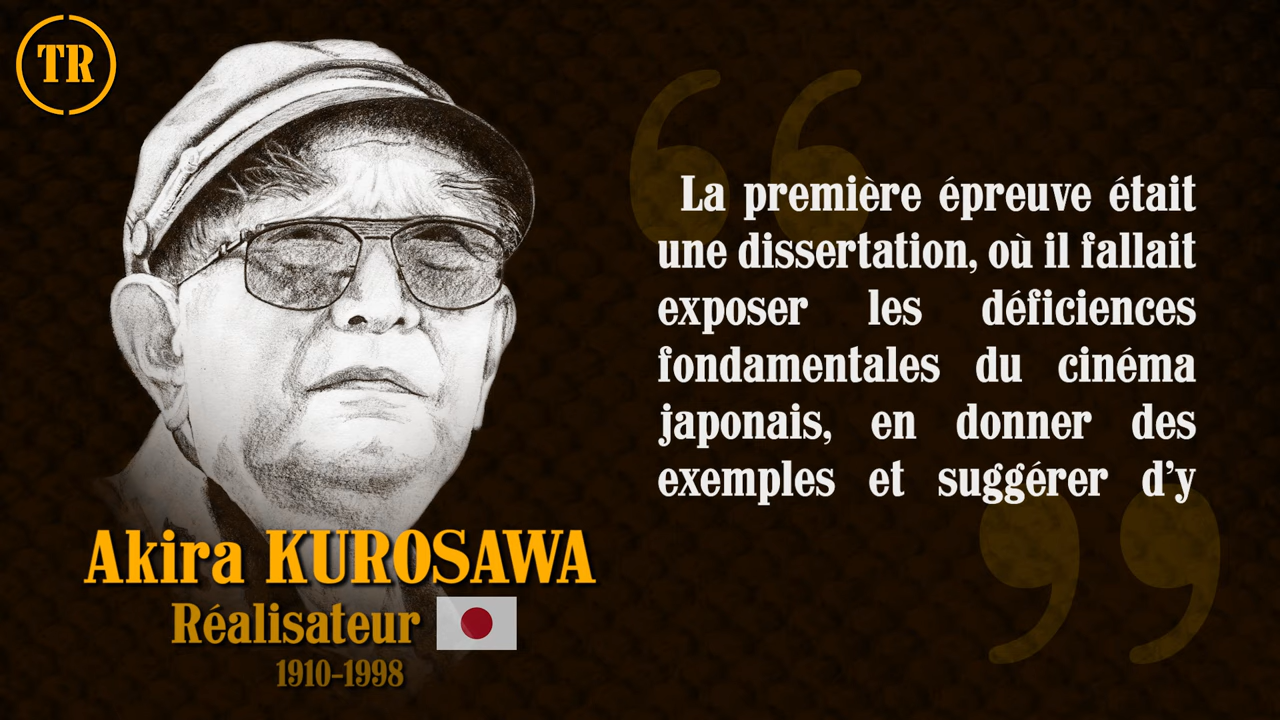 TR
La première épreuve était
une dissertation, où il fallait
exposer les déficiences
fondamentales du cinéma
japonais, en donner des
exemples et suggérer d'y
Akira KUROSAWA
Réalisateur
1910-1998